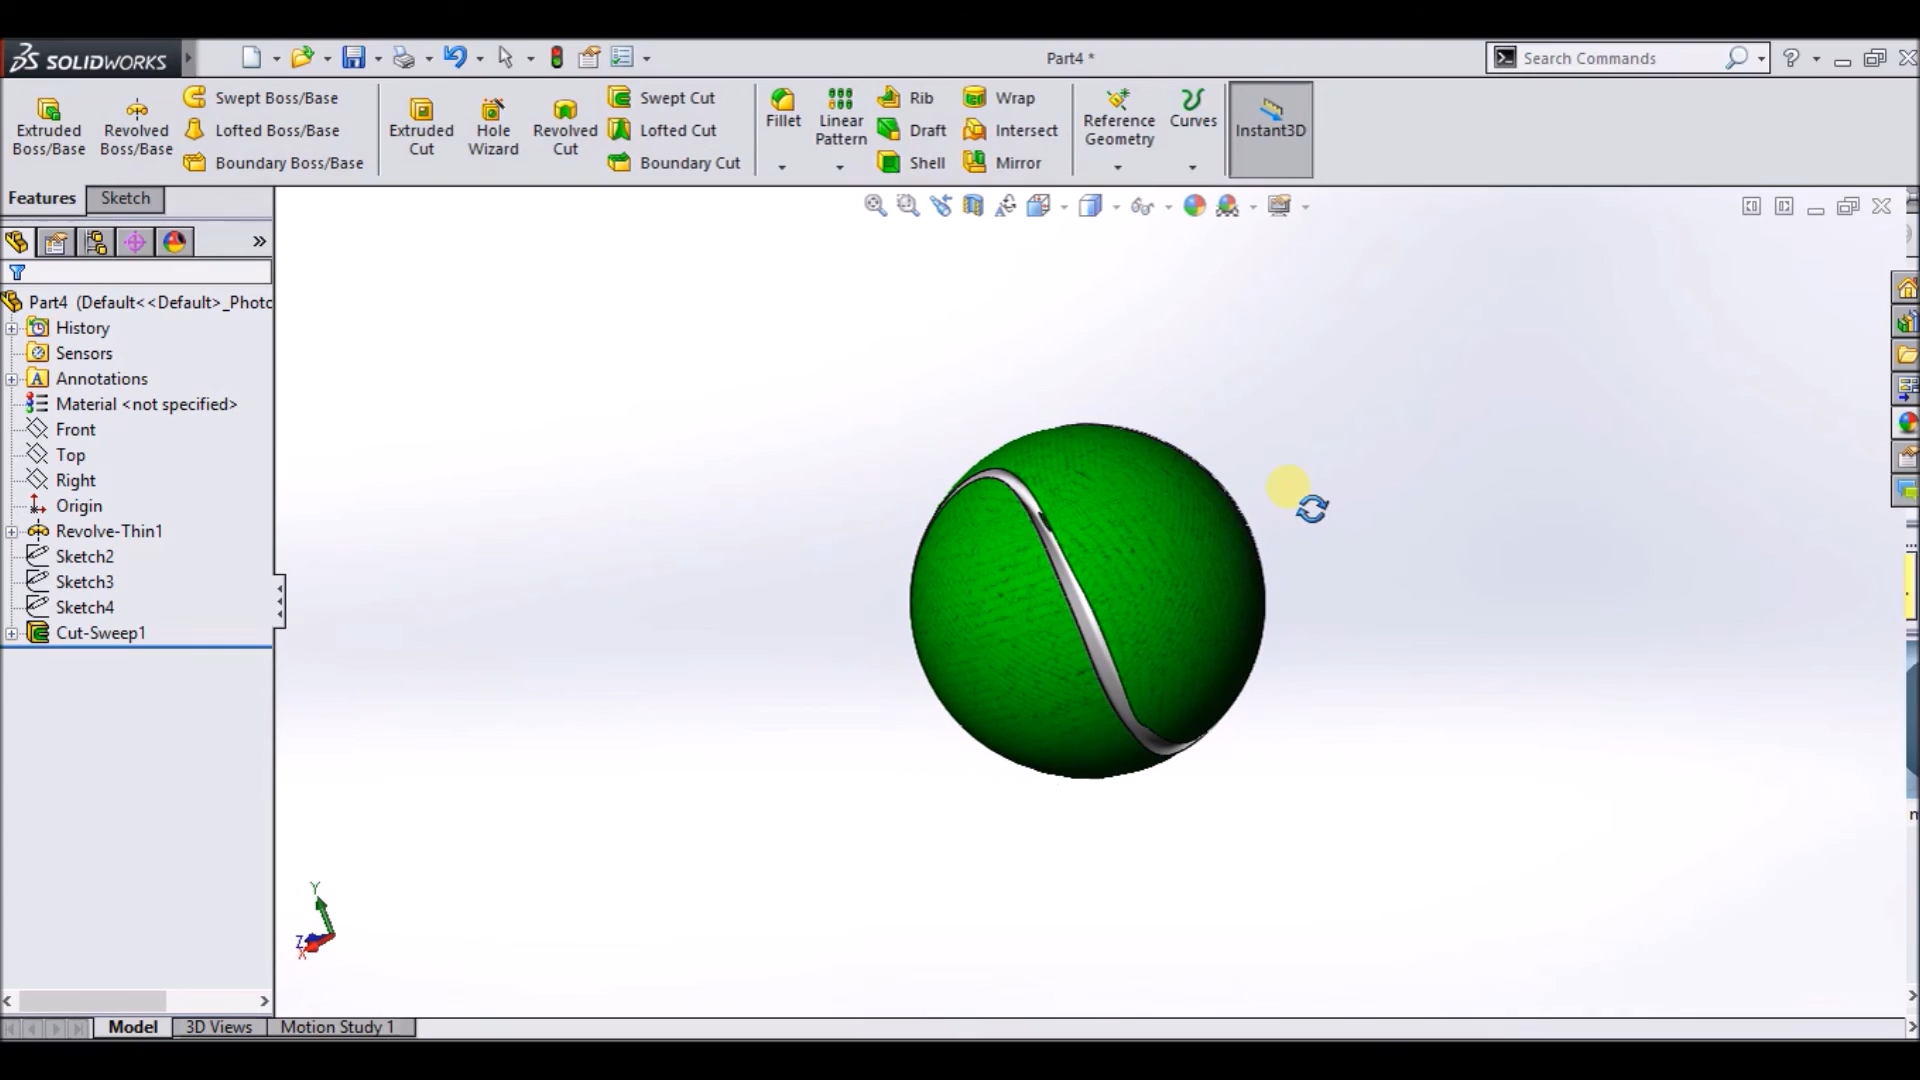 SOLIDWORKS
Part4 *
Search Commands
Extruded Boss/Base
Revolved Boss/Base
Swept Boss/Base
Lofted Boss/Base
Boundary Boss/Base
Extruded Cut
Hole Wizard
Revolved Cut
Swept Cut
Lofted Cut
Boundary Cut
Fillet
Linear Pattern
Rib
Draft
Shell
Wrap
Intersect
Mirror
Reference Geometry
Curves
Instant3D
Features
Sketch
Part4 (Default<<Default>_Photo
History
Sensors
Annotations
Material <not specified>
Front
Top
Right
Origin
Revolve-Thin1
Sketch2
Sketch3
Sketch4
Cut-Sweep1
Y
Z
X
Model
3D Views
Motion Study 1